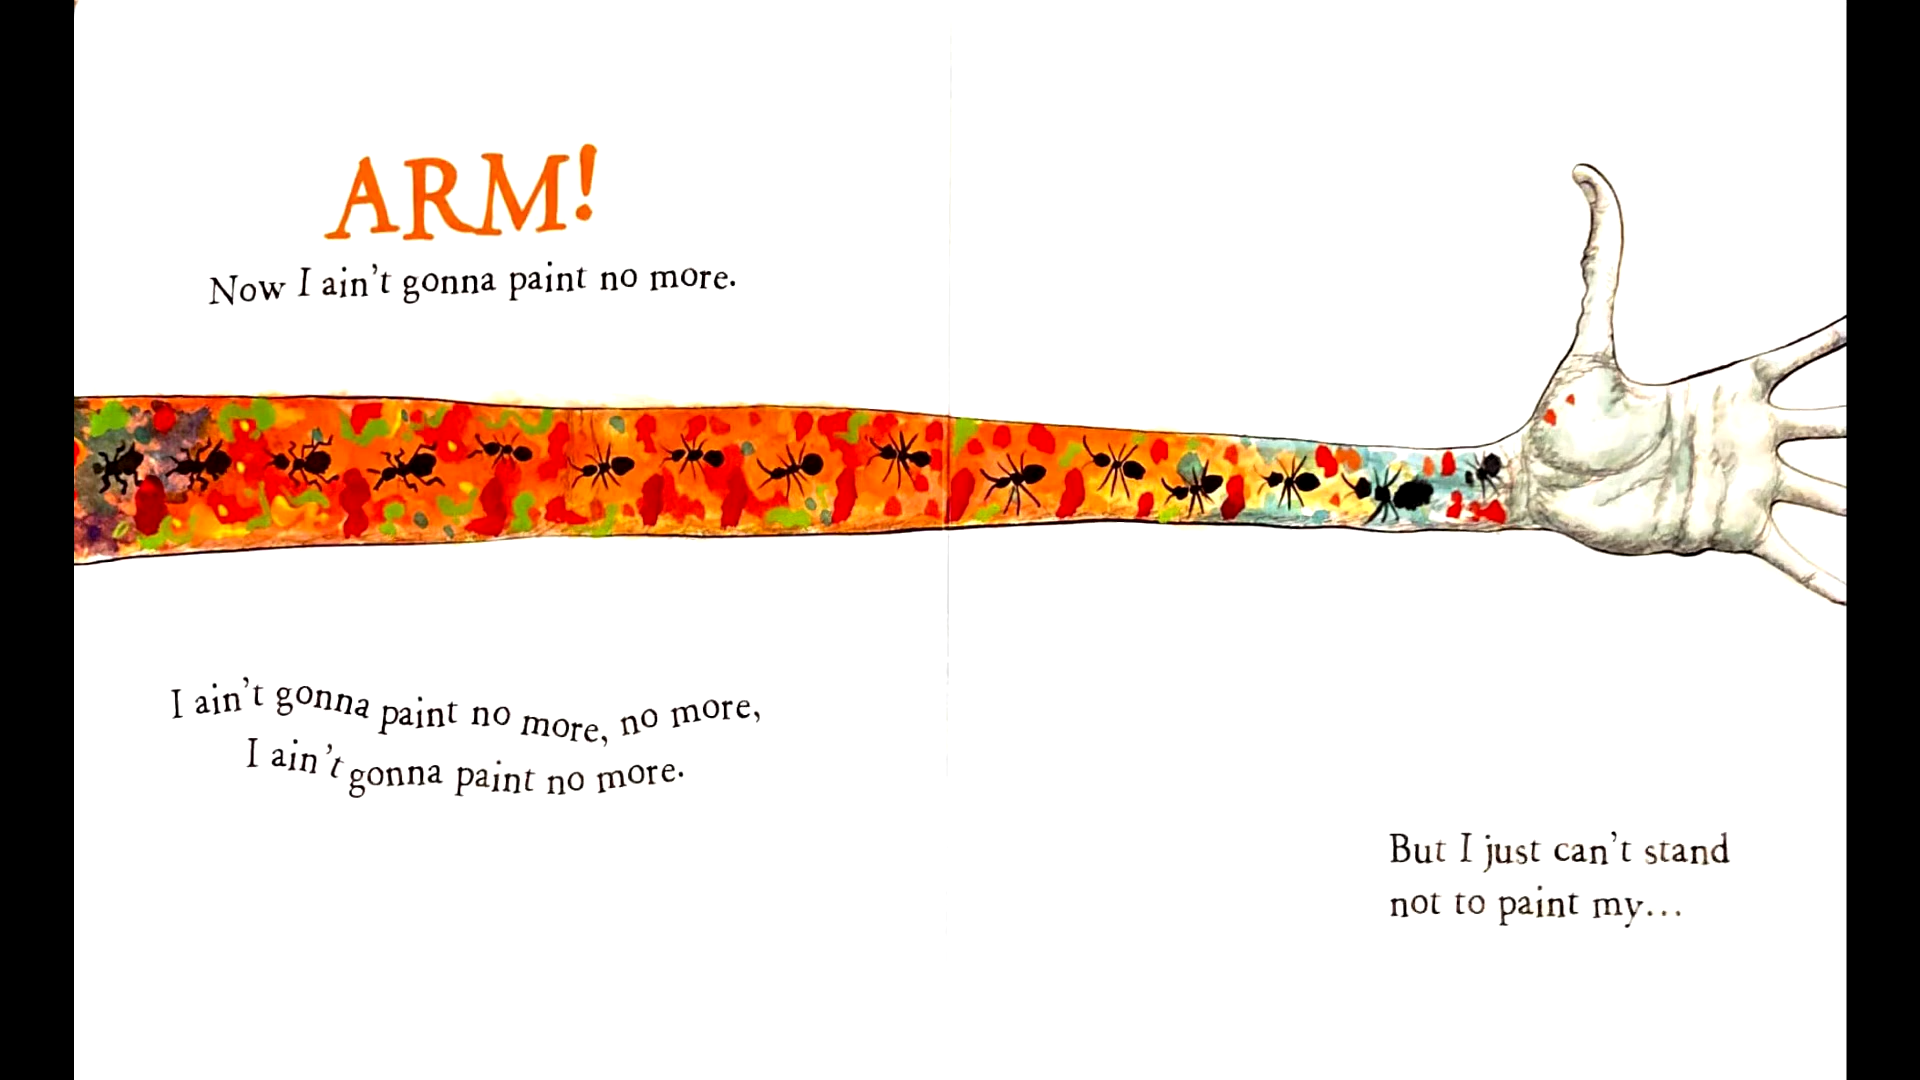 ARM!
Now I ain't gonna paint no more.
I ain't gonna paint no more, no more,
I ain't gonna paint no more.
But I just can't stand
not to paint my...